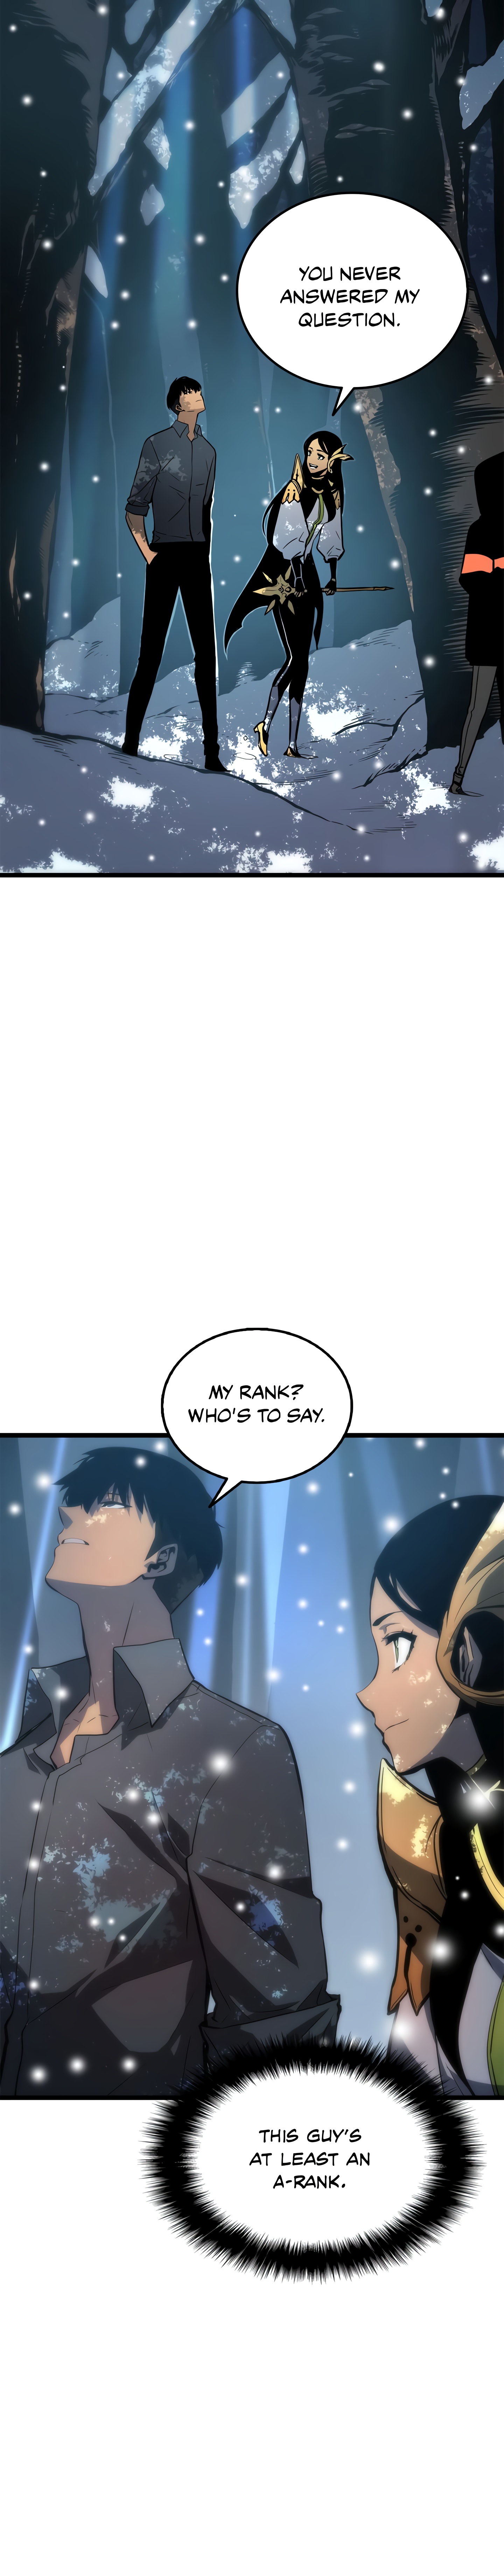 YOU NEVER
ANSWERED MY
QUESTION.
MY RANK?
WHO'S TO SAY.
THIS GUY'S
AT LEAST AN
A-RANK.